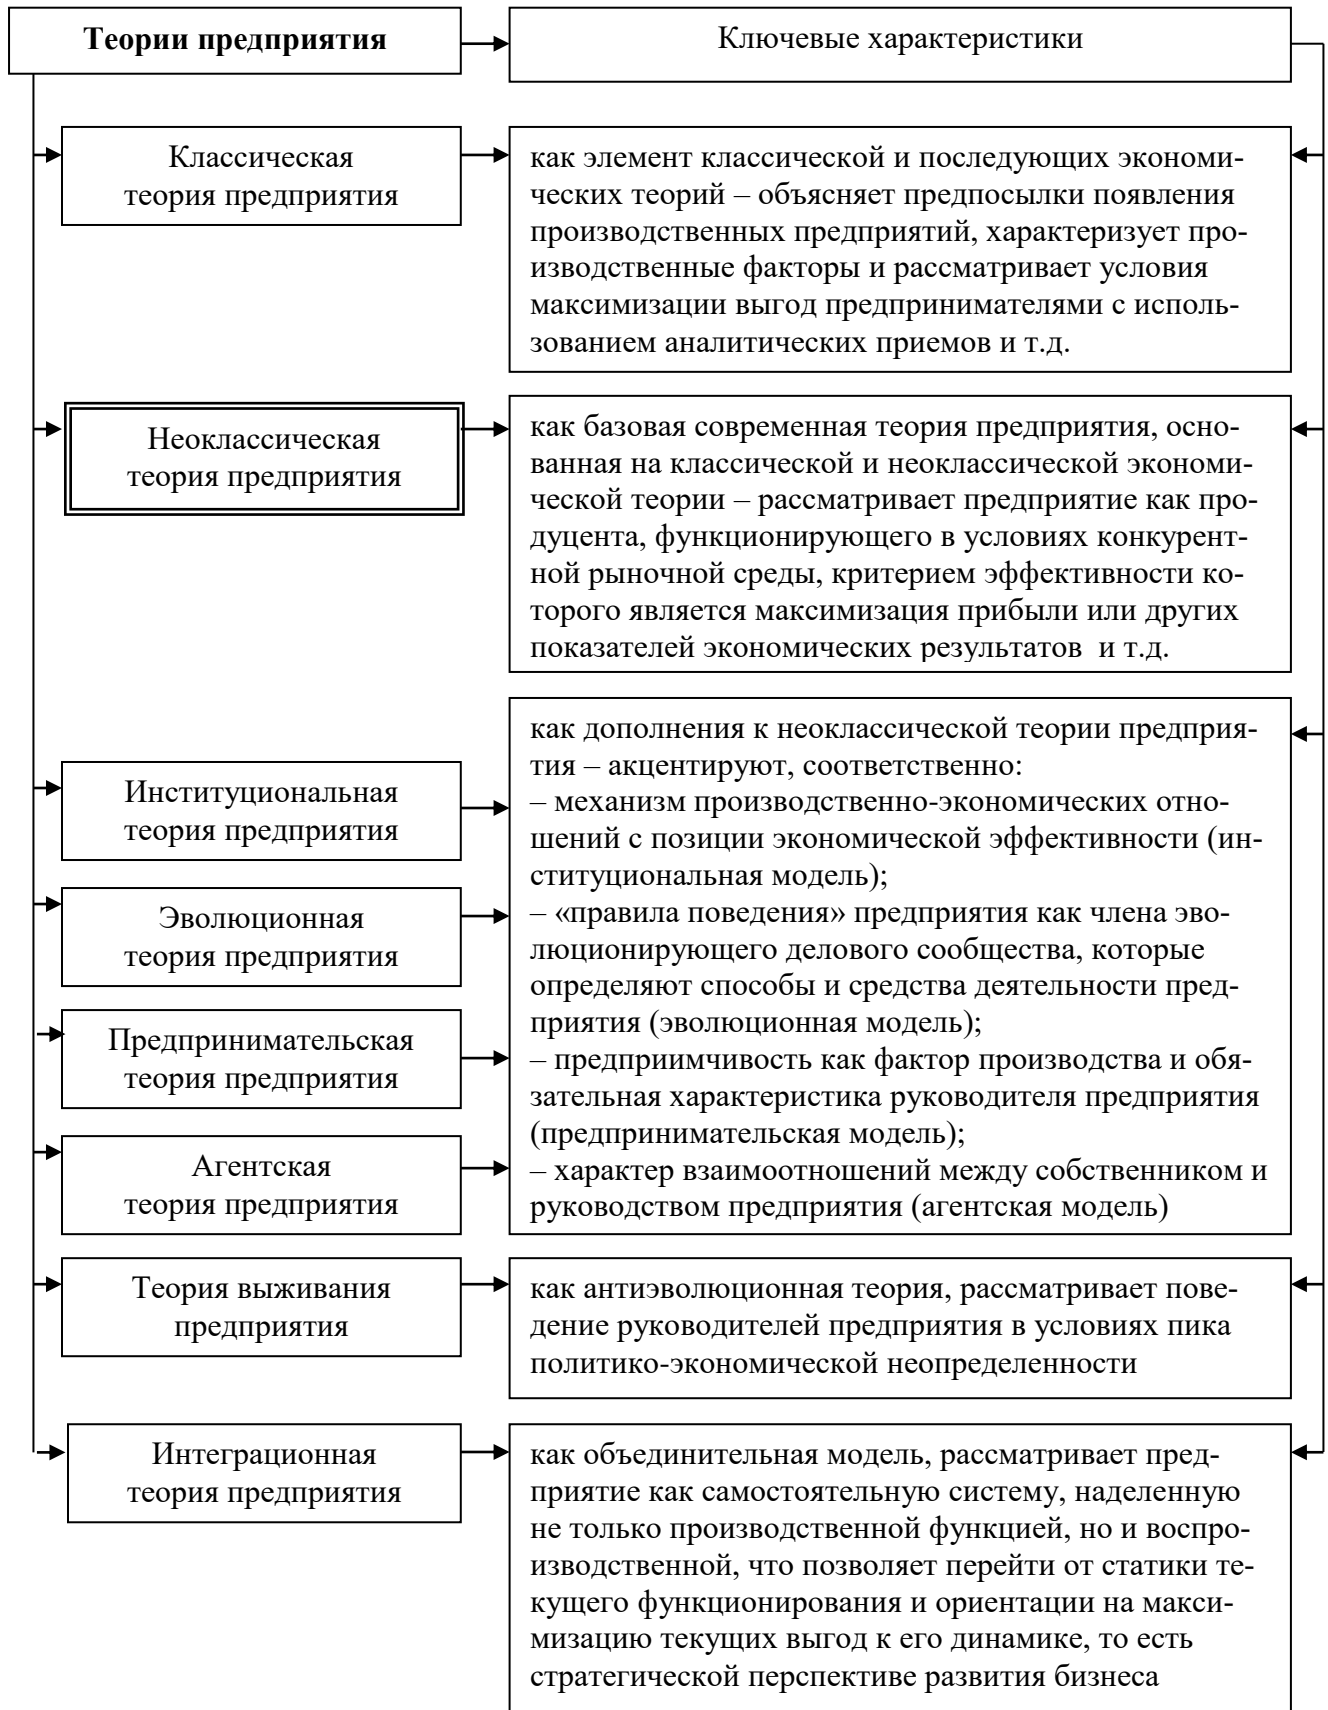 Теории предприятия
Ключевые характеристики
Классическая
теория предприятия
как элемент классической и последующих экономи-
ческих теорий – объясняет предпосылки появления
производственных предприятий, характеризует про-
изводственные факторы и рассматривает условия
максимизации выгод предпринимателями с исполь-
зованием аналитических приемов и т.д.
Неоклассическая
теория предприятия
как базовая современная теория предприятия, осно-
ванная на классической и неоклассической экономи-
ческой теории – рассматривает предприятие как про-
дуцента, функционирующего в условиях конкурент-
ной рыночной среды, критерием эффективности ко-
торого является максимизация прибыли или других
показателей экономических результатов  и т.д.
Институциональная
теория предприятия
Эволюционная
теория предприятия
Предпринимательская
теория предприятия
Агентская
теория предприятия
как дополнения к неоклассической теории предприя-
тия – акцентируют, соответственно:
– механизм производственно-экономических отно-
шений с позиции экономической эффективности (ин-
ституциональная модель);
– «правила поведения» предприятия как члена эво-
люционирующего делового сообщества, которые
определяют способы и средства деятельности пред-
приятия (эволюционная модель);
– предприимчивость как фактор производства и обя-
зательная характеристика руководителя предприятия
(предпринимательская модель);
– характер взаимоотношений между собственником и
руководством предприятия (агентская модель)
Теория выживания
предприятия
как антиэволюционная теория, рассматривает пове-
дение руководителей предприятия в условиях пика
политико-экономической неопределенности
Интеграционная
теория предприятия
как объединительная модель, рассматривает пред-
приятие как самостоятельную систему, наделенную
не только производственной функцией, но и воспро-
изводственной, что позволяет перейти от статики те-
кущего функционирования и ориентации на макси-
мизацию текущих выгод к его динамике, то есть
стратегической перспективе развития бизнеса